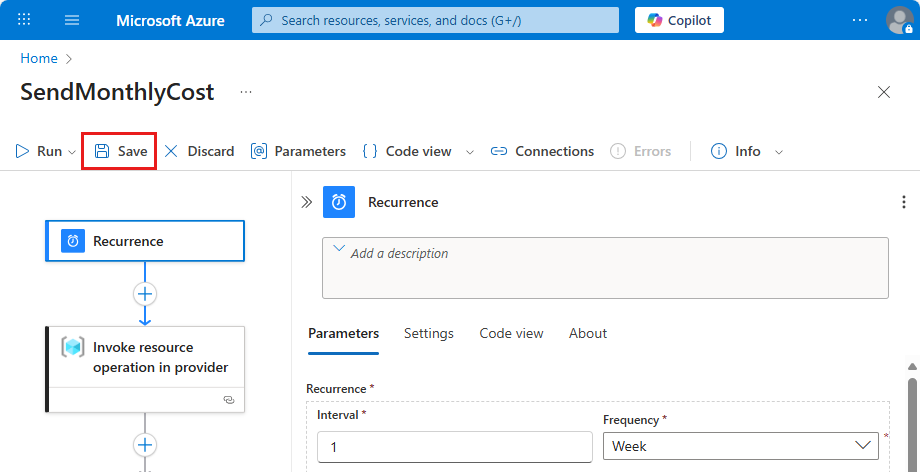 Microsoft Azure
Search resources, services, and docs (G+/)
Copilot
Home
SendMonthlyCost
Run
Save
Discard
Parameters
Code view
Connections
Errors
Info
Recurrence
Invoke resource
operation in provider
Recurrence
Add a description
Parameters
Settings
Code view
About
Recurrence *
Interval *
1
Frequency *
Week
*